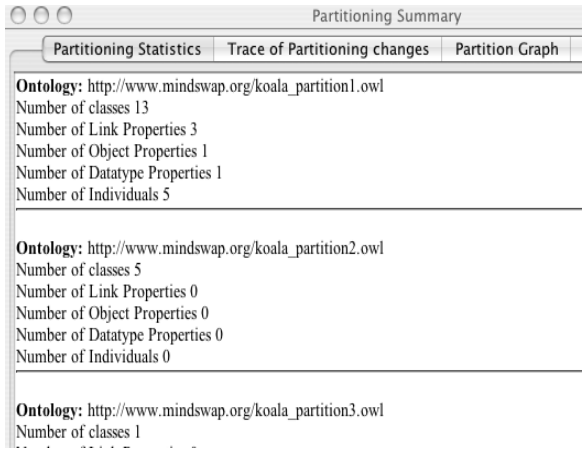 Partitioning Summary
Partitioning Statistics Trace of Partitioning changes Partition Graph
Ontology: http://www.mindswap.org/koala_partition1.owl
Number of classes 13
Number of Link Properties 3
Number of Object Properties 1
Number of Datatype Properties 1
Number of Individuals 5
Ontology: http://www.mindswap.org/koala_partition2.owl
Number of classes 5
Number of Link Properties 0
Number of Object Properties 0
Number of Datatype Properties 0
Number of Individuals 0
Ontology: http://www.mindswap.org/koala_partition3.owl
Number of classes 1